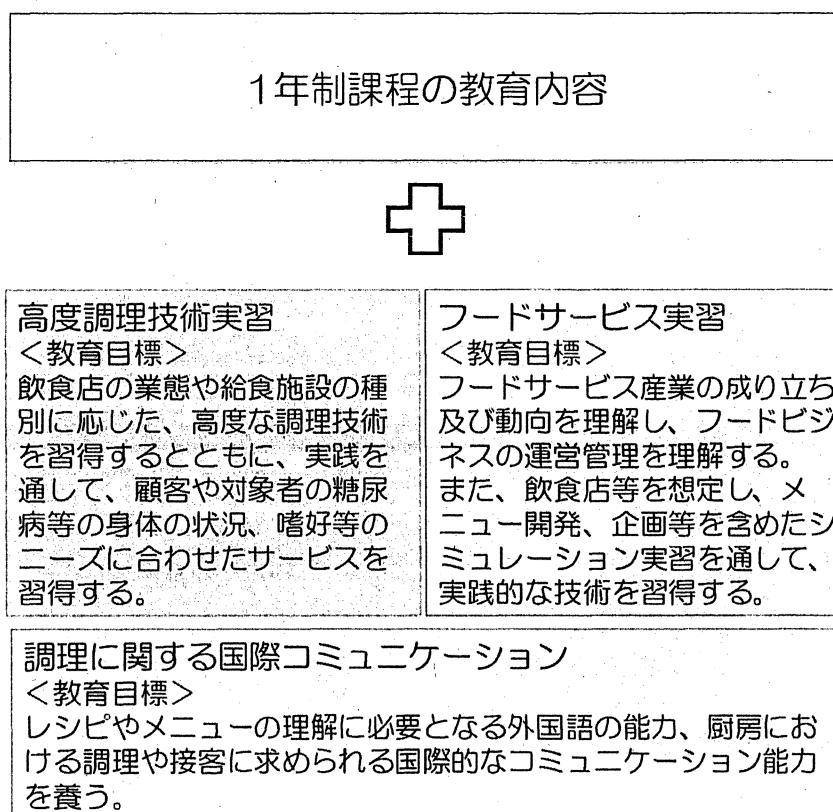 1年制課程の教育内容
高度調理技術実習
＜教育目標＞
飲食店の業態や給食施設の種
別に応じた、高度な調理技術
を習得するとともに、実践を
通して、顧客や対象者の糖尿
病等の身体の状況、嗜好等の
ニーズに合わせたサービスを
習得する。
フードサービス実習
＜教育目標＞
フードサービス産業の成り立ち
及び動向を理解し、フードビジ
ネスの運営管理を理解する。
また、飲食店等を想定し、メ
ニュー開発、企画等を含めたシ
ミュレーション実習を通して、
実践的な技術を習得する。
調理に関する国際コミュニケーション
＜教育目標＞
レシピやメニューの理解に必要となる外国語の能力、厨房にお
ける調理や接客に求められる国際的なコミュニケーション能力
を養う。